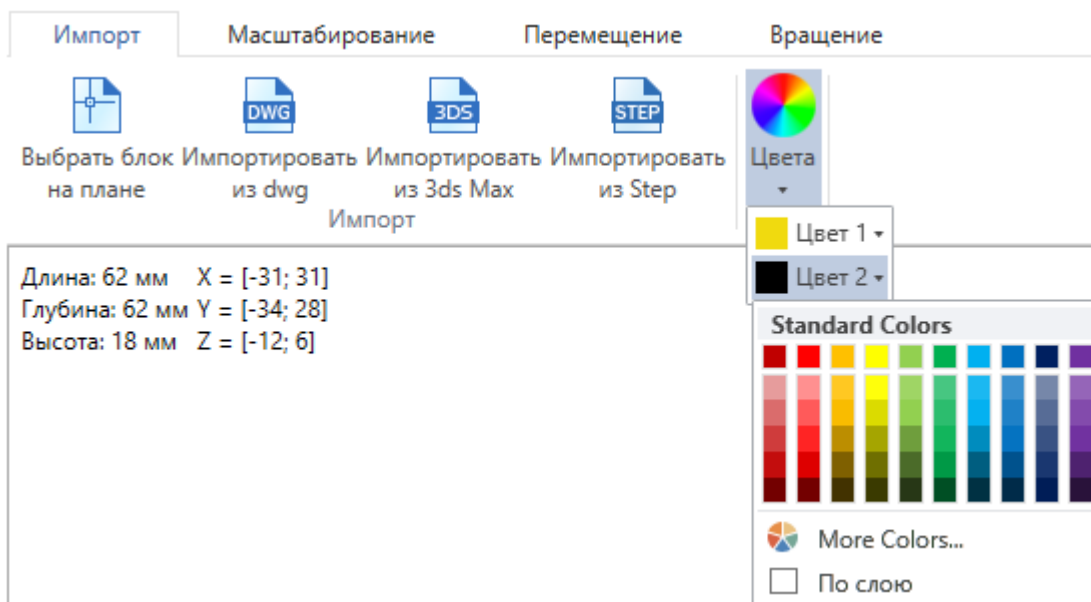 Импорт Масштабирование Перемещение Вращение
DWG 3DS STEP
Выбрать блок Импортировать Импортировать Импортировать Цвета
на плане из dwg из 3ds Max из Step
Импорт
Цвет 1
Длина: 62 мм X = [-31; 31]
Цвет 2
Глубина: 62 мм Y = [-34; 28]
Высота: 18 мм Z = [-12; 6]
Standard Colors
More Colors...
По слою